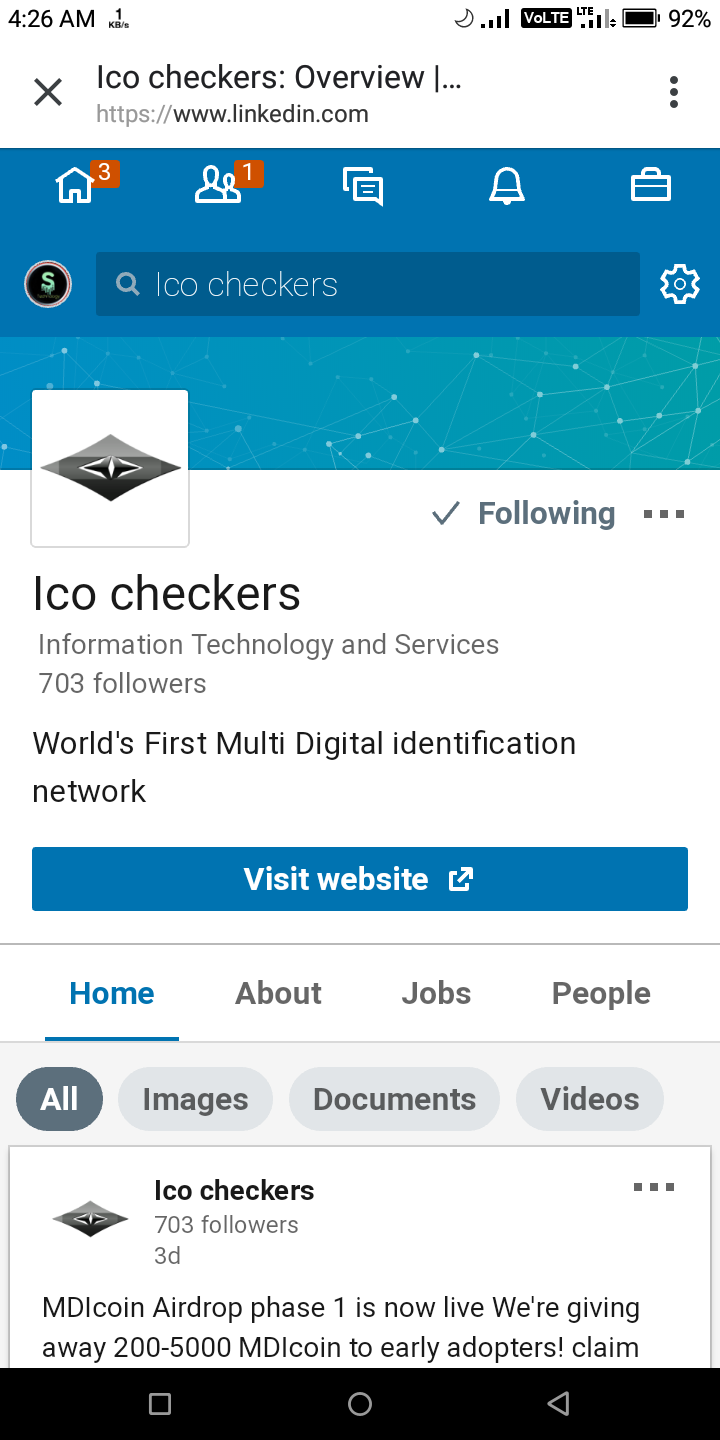 4:26 AM 1 KB/s VoLTE LTE 92%
Ico checkers: Overview |...
https://www.linkedin.com
3 1
S
Ico checkers
Following
Ico checkers
Information Technology and Services
703 followers
World's First Multi Digital identification
network
Visit website
Home About Jobs People
All Images Documents Videos
Ico checkers
703 followers
3d
MDIcoin Airdrop phase 1 is now live We're giving
away 200-5000 MDIcoin to early adopters! claim